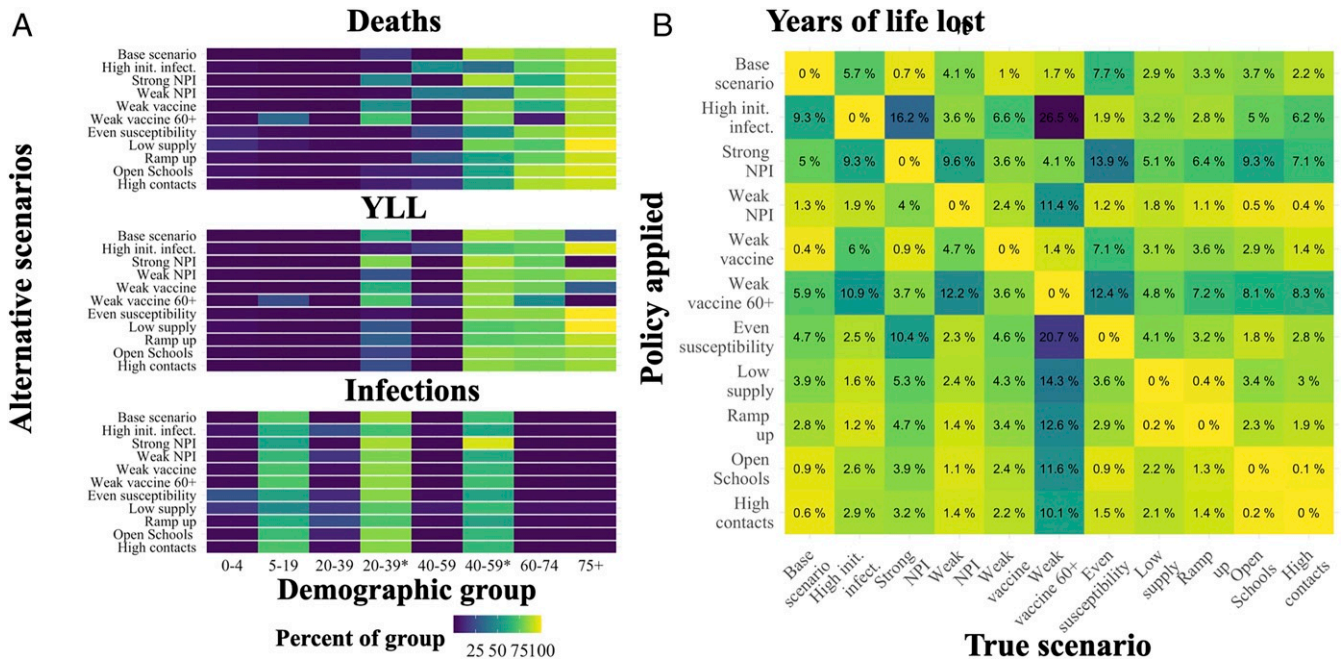 A
Deaths
Alternative scenarios
Base scenario
High init. infect.
Strong NPI
Weak NPI
Weak vaccine
Weak vaccine 60+
Even susceptibility
Low supply
Ramp up
Open Schools
High contacts
YLL
Base scenario
High init. infect.
Strong NPI
Weak NPI
Weak vaccine
Weak vaccine 60+
Even susceptibility
Low supply
Ramp up
Open Schools
High contacts
Infections
Base scenario
High init. infect.
Strong NPI
Weak NPI
Weak vaccine
Weak vaccine 60+
Even susceptibility
Low supply
Ramp up
Open Schools
High contacts
0-4 5-19 20-39 20-39* 40-59 40-59* 60-74 75+
Demographic group
Percent of group
25 50 75100
B
Years of life lost
Policy applied
Base
scenario
0 % 5.7 % 0.7 % 4.1 % 1 % 1.7 % 7.7 % 2.9 % 3.3 % 3.7 % 2.2 %
High init.
infect.
9.3 % 0 % 16.2 % 3.6 % 6.6 % 26.5 % 1.9 % 3.2 % 2.8 % 5 % 6.2 %
Strong
NPI
5 % 9.3 % 0 % 9.6 % 3.6 % 4.1 % 13.9 % 5.1 % 6.4 % 9.3 % 7.1 %
Weak
NPI
1.3 % 1.9 % 4 % 0 % 2.4 % 11.4 % 1.2 % 1.8 % 1.1 % 0.5 % 0.4 %
Weak
vaccine
0.4 % 6 % 0.9 % 4.7 % 0 % 1.4 % 7.1 % 3.1 % 3.6 % 2.9 % 1.4 %
Weak
vaccine 60+
5.9 % 10.9 % 3.7 % 12.2 % 3.6 % 0 % 12.4 % 4.8 % 7.2 % 8.1 % 8.3 %
Even
susceptibility
4.7 % 2.5 % 10.4 % 2.3 % 4.6 % 20.7 % 0 % 4.1 % 3.2 % 1.8 % 2.8 %
Low
supply
3.9 % 1.6 % 5.3 % 2.4 % 4.3 % 14.3 % 3.6 % 0 % 0.4 % 3.4 % 3 %
Ramp
up
2.8 % 1.2 % 4.7 % 1.4 % 3.4 % 12.6 % 2.9 % 0.2 % 0 % 2.3 % 1.9 %
Open
Schools
0.9 % 2.6 % 3.9 % 1.1 % 2.4 % 11.6 % 0.9 % 2.2 % 1.3 % 0 % 0.1 %
High
contacts
0.6 % 2.9 % 3.2 % 1.4 % 2.2 % 10.1 % 1.5 % 2.1 % 1.4 % 0.2 % 0 %
Base
scenario
High init.
infect.
Strong
NPI
Weak
NPI
Weak
vaccine
Weak
vaccine 60+
Even
susceptibility
Low
supply
Ramp
up
Open
Schools
High
contacts
True scenario